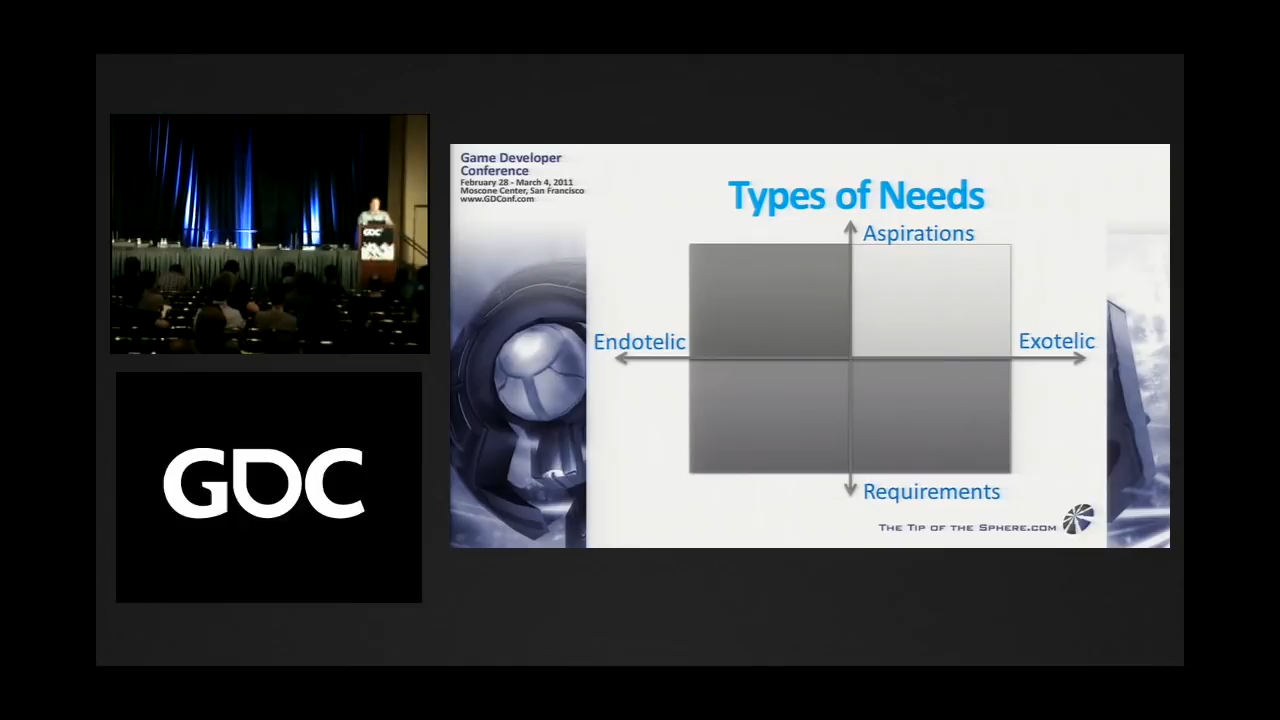 GDC
GDC
Game Developer
Conference
February 28 - March 4, 2011
Moscone Center, San Francisco
www.GDConf.com
Types of Needs
Aspirations
Endotelic
Exotelic
Requirements
The Tip of the Sphere.com